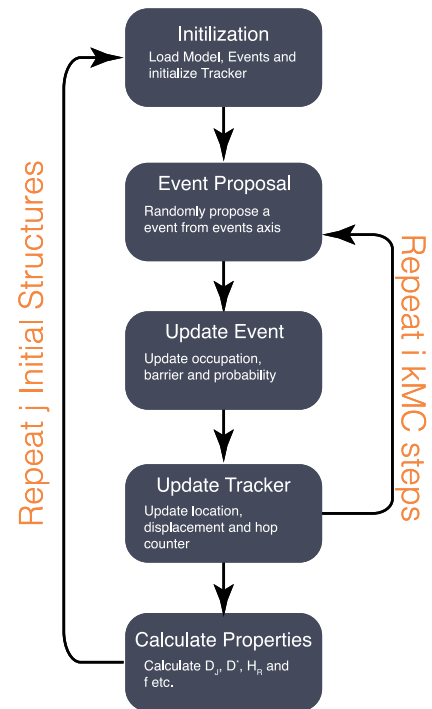 Initilization
Load Model, Events and
initialize Tracker
Event Proposal
Randomly propose a
event from events axis
Update Event
Update occupation,
barrier and probability
Update Tracker
Update location,
displacement and hop
counter
Calculate Properties
Calculate D_J, D`, H_R and
f etc.
Repeat j Initial Structures
Repeat i kMC steps